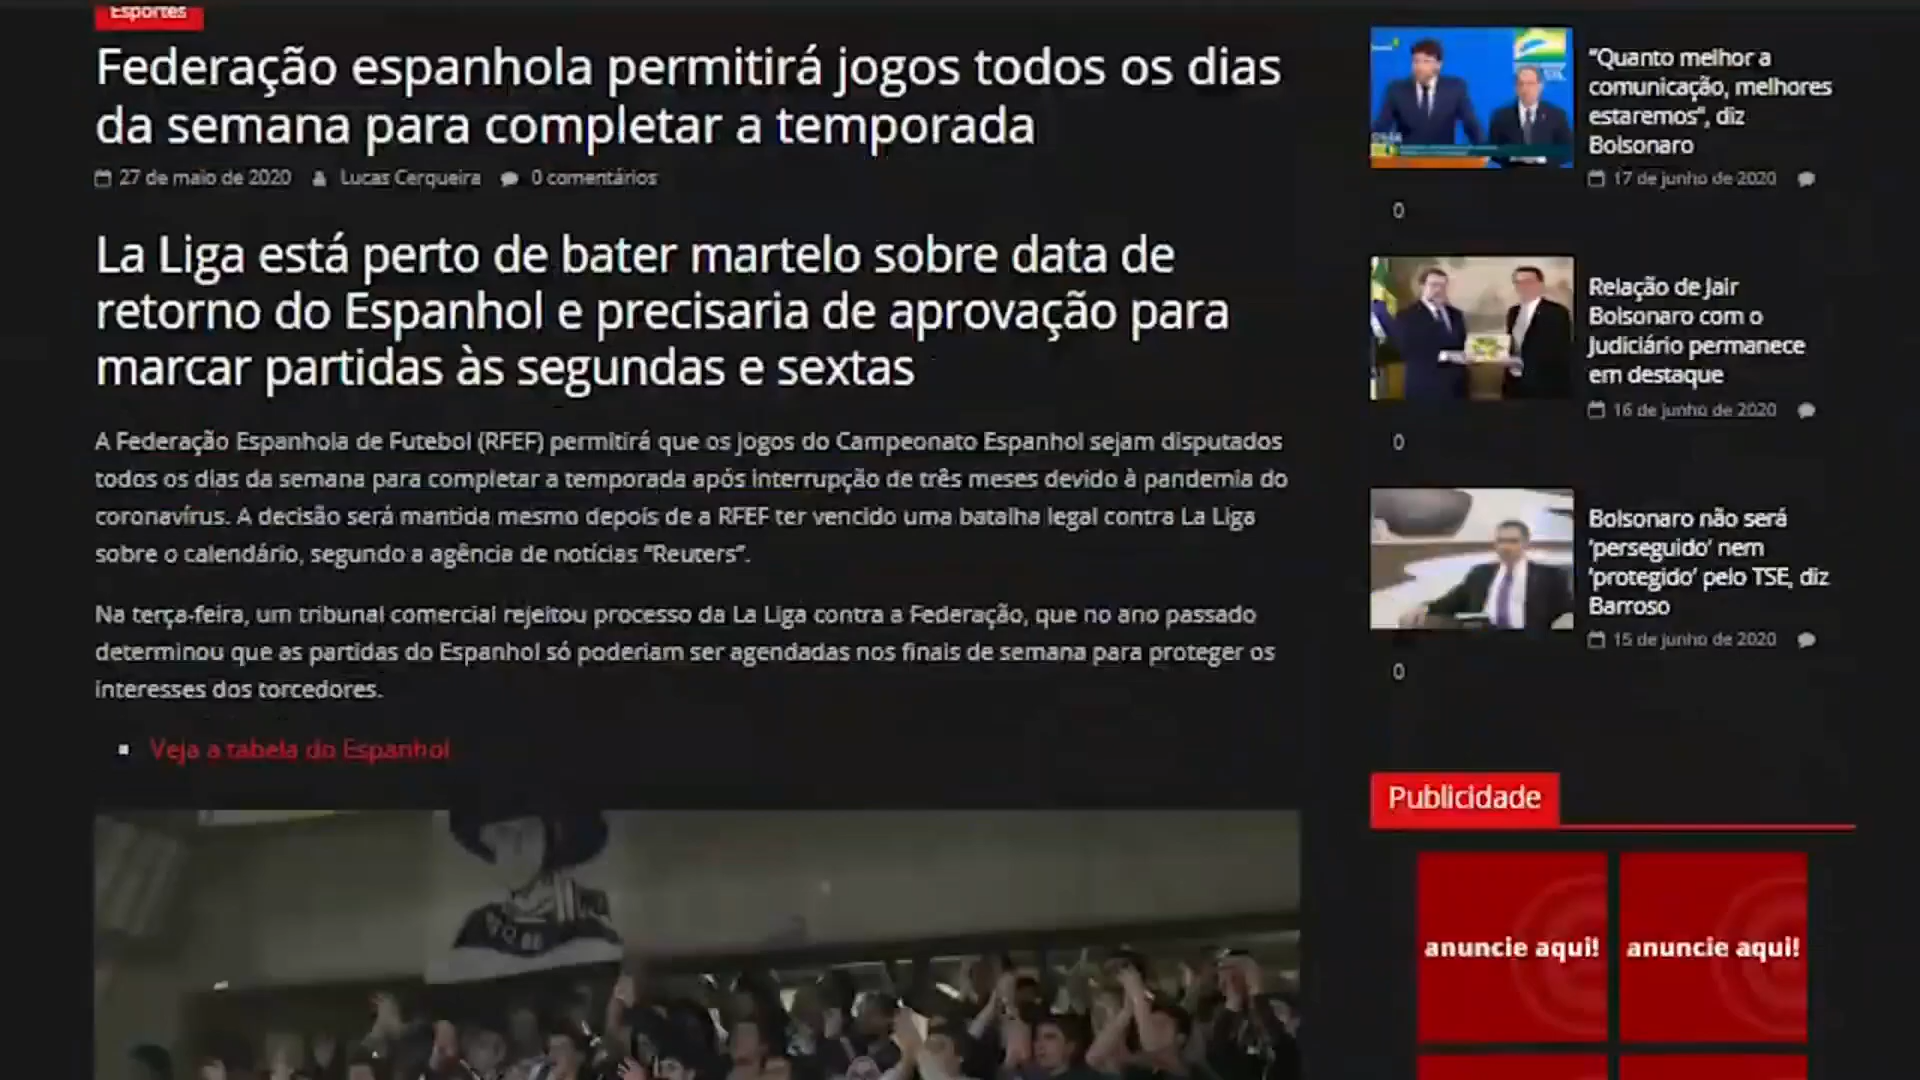 Esportes
Federação espanhola permitirá jogos todos os dias
da semana para completar a temporada
27 de maio de 2020 Lucas Cerqueira 0 comentários
La Liga está perto de bater martelo sobre data de
retorno do Espanhol e precisaria de aprovação para
marcar partidas às segundas e sextas
A Federação Espanhola de Futebol (RFEF) permitirá que os jogos do Campeonato Espanhol sejam disputados
todos os dias da semana para completar a temporada após interrupção de três meses devido à pandemia do
coronavírus. A decisão será mantida mesmo depois de a RFEF ter vencido uma batalha legal contra La Liga
sobre o calendário, segundo a agência de notícias “Reuters”.
Na terça-feira, um tribunal comercial rejeitou processo da La Liga contra a Federação, que no ano passado
determinou que as partidas do Espanhol só poderiam ser agendadas nos finais de semana para proteger os
interesses dos torcedores.
Veja a tabela do Espanhol
“Quanto melhor a
comunicação, melhores
estaremos”, diz
Bolsonaro
17 de junho de 2020
0
Relação de Jair
Bolsonaro com o
Judiciário permanece
em destaque
16 de junho de 2020
0
Bolsonaro não será
‘perseguido’ nem
‘protegido’ pelo TSE, diz
Barroso
15 de junho de 2020
0
Publicidade
anuncie aqui! anuncie aqui!